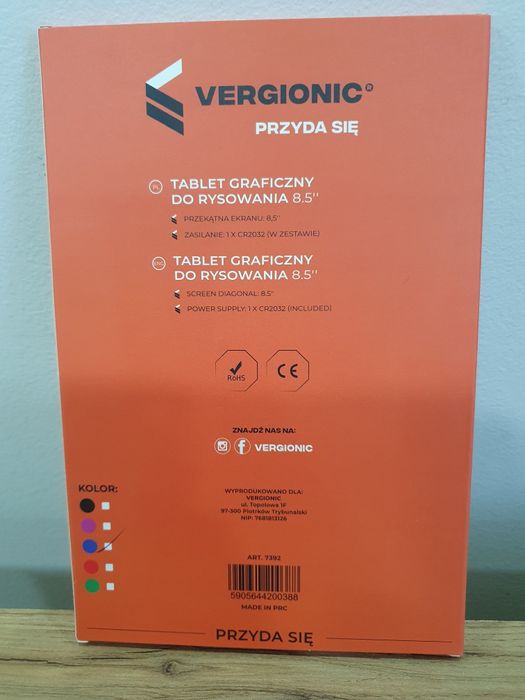 VERGIONIC®
PRZYDA SIĘ
PL TABLET GRAFICZNY
DO RYSOWANIA 8.5''
PRZEKĄTNA EKRANU: 8,5''
ZASILANIE: 1 X CR2032 (W ZESTAWIE)
ENG TABLET GRAFICZNY
DO RYSOWANIA 8.5''
SCREEN DIAGONAL: 8.5''
POWER SUPPLY: 1 X CR2032 (INCLUDED)
RoHS CE
ZNAJDŹ NAS NA:
VERGIONIC
KOLOR:
WYPRODUKOWANO DLA:
VERGIONIC
ul. Topolowa 1F
97-300 Piotrków Trybunalski
NIP: 7681813126
ART. 7392
5905644200388
MADE IN PRC
PRZYDA SIĘ